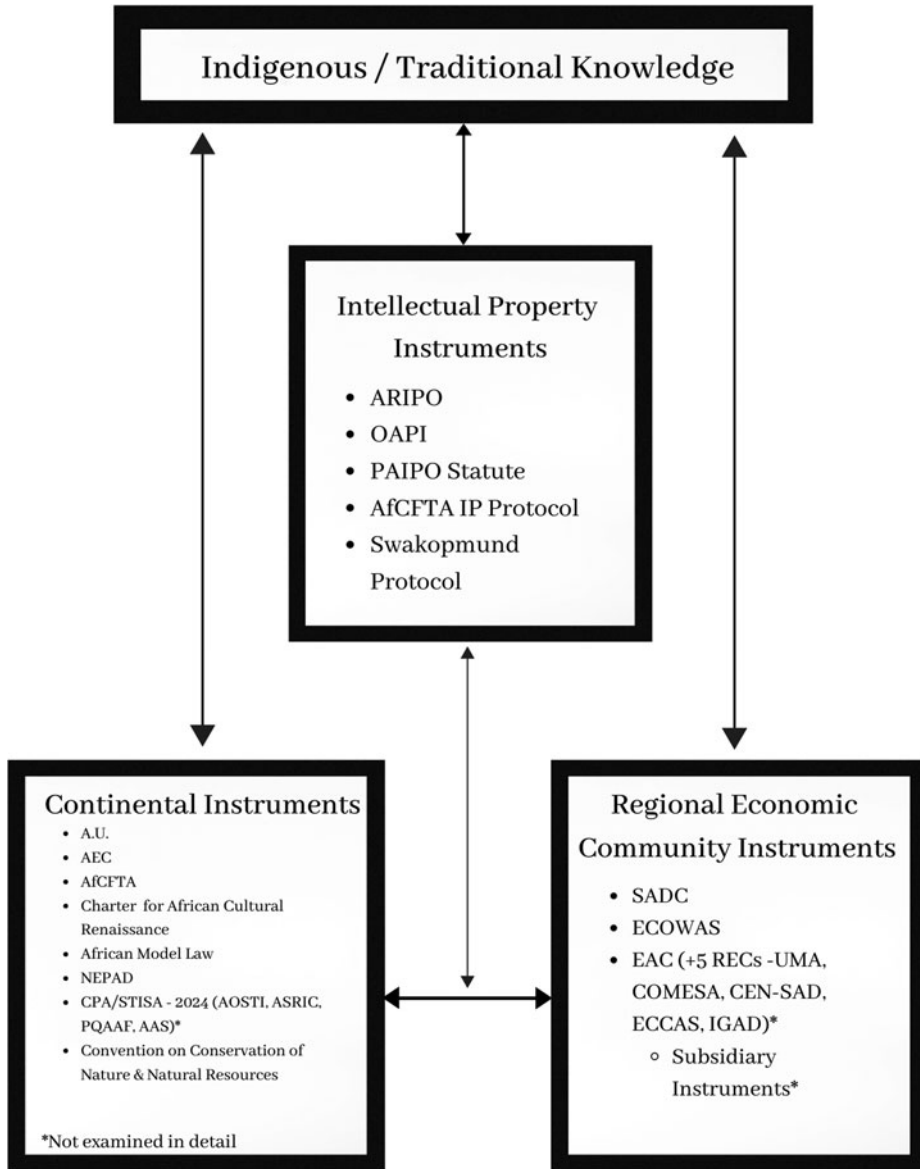 Indigenous / Traditional Knowledge
Intellectual Property
Instruments
• ARIPO
• OAPI
• PAIPO Statute
• AfCFTA IP Protocol
• Swakopmund
Protocol
Continental Instruments
• A.U.
• AEC
• AfCFTA
• Charter for African Cultural
Renaissance
• African Model Law
• NEPAD
• CPA/STISA - 2024 (AOSTI, ASRIC,
PQAAF, AAS)*
• Convention on Conservation of
Nature & Natural Resources
*Not examined in detail
Regional Economic
Community Instruments
• SADC
• ECOWAS
• EAC (+5 RECs -UMA,
COMESA, CEN-SAD,
ECCAS, IGAD)*
◦ Subsidiary
Instruments*